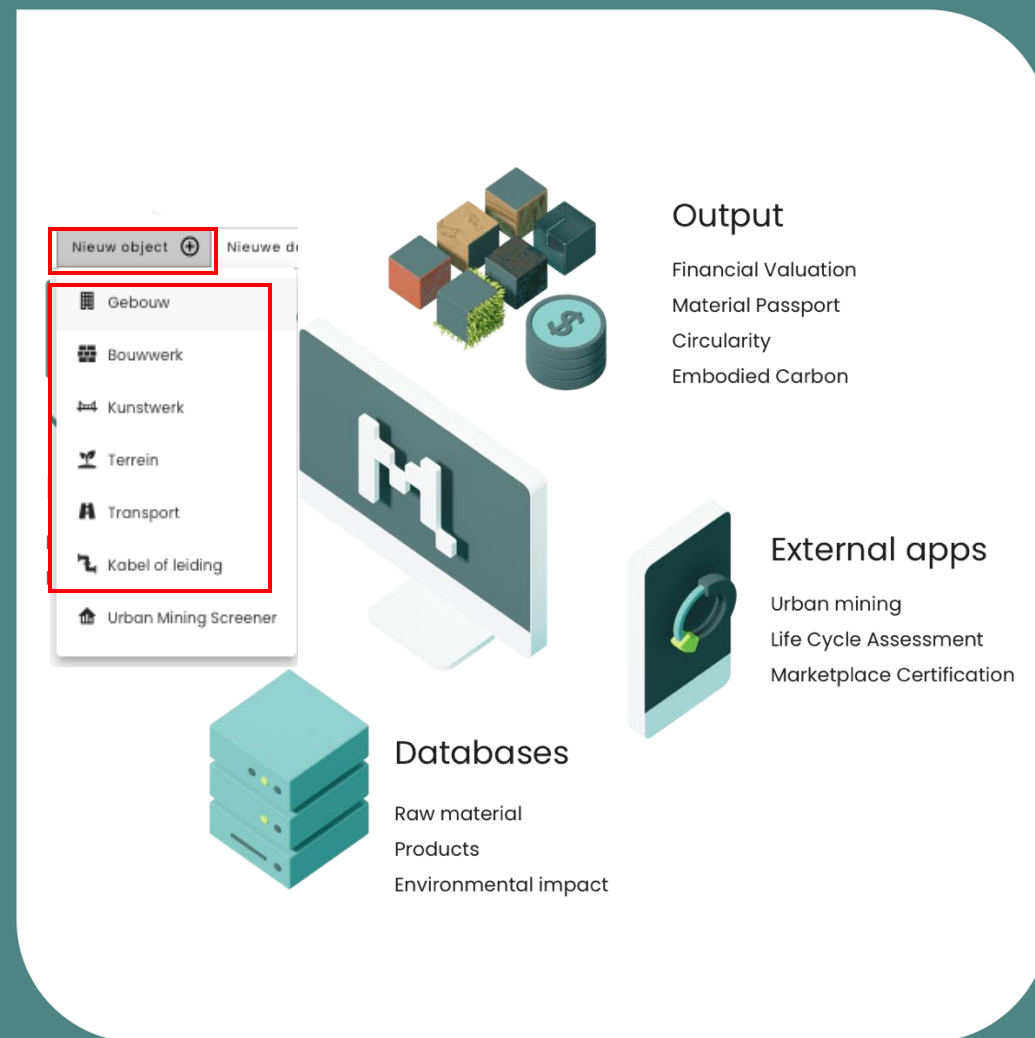 Nieuw object
Nieuwe
Gebouw
Bouwwerk
Kunstwerk
Terrein
Transport
Kabel of leiding
Urban Mining Screener
Output
Financial Valuation
Material Passport
Circularity
Embodied Carbon
External apps
Urban mining
Life Cycle Assessment
Marketplace Certification
Databases
Raw material
Products
Environmental impact